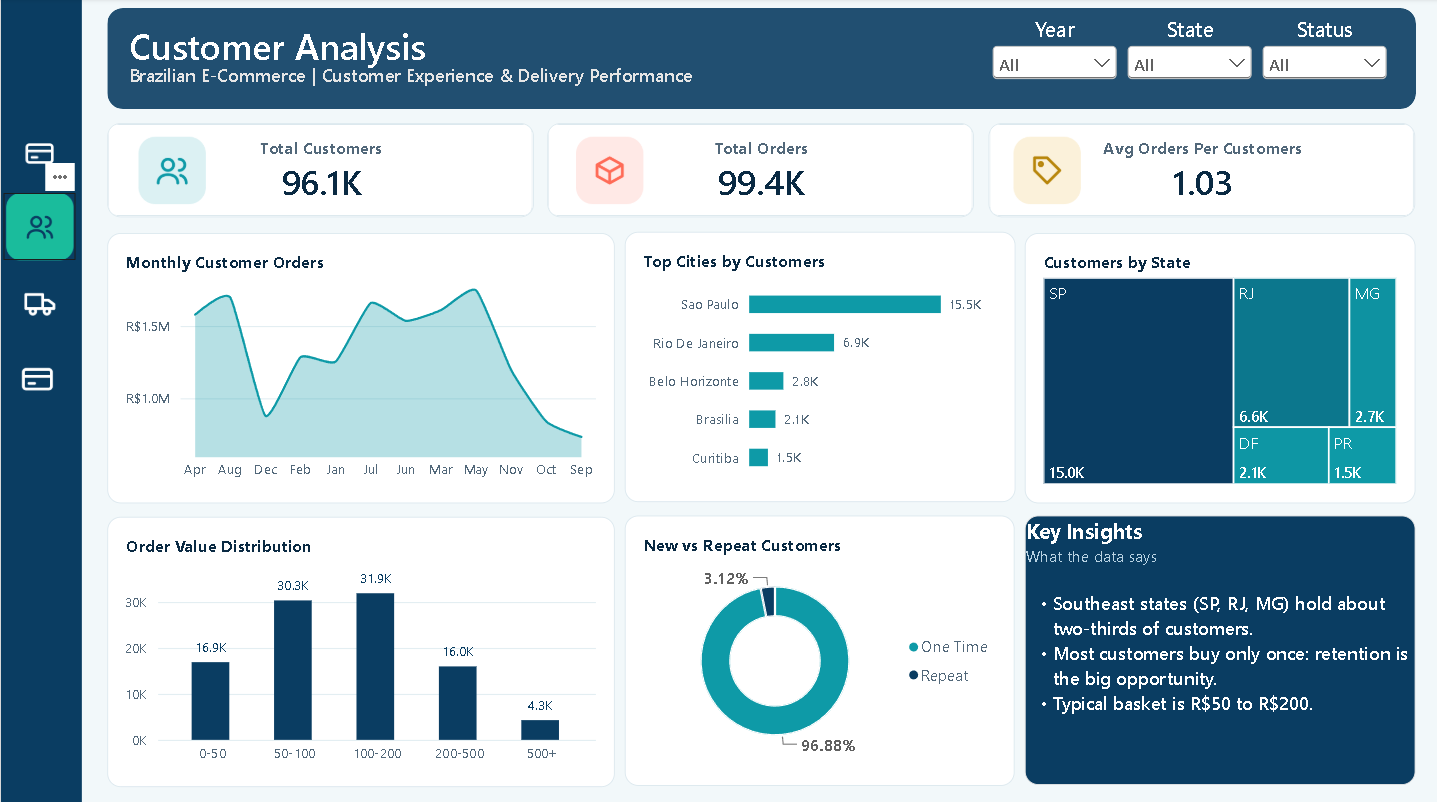 Customer Analysis
Brazilian E-Commerce | Customer Experience & Delivery Performance
Year
State
Status
All
All
All
Total Customers
96.1K
Total Orders
99.4K
Avg Orders Per Customers
1.03
Monthly Customer Orders
R$1.5M
R$1.0M
Apr Aug Dec Feb Jan Jul Jun Mar May Nov Oct Sep
Top Cities by Customers
Sao Paulo 15.5K
Rio De Janeiro 6.9K
Belo Horizonte 2.8K
Brasilia 2.1K
Curitiba 1.5K
Customers by State
SP
15.0K
RJ
6.6K
MG
2.7K
DF
2.1K
PR
1.5K
Order Value Distribution
30K
20K
10K
0K
16.9K
30.3K
31.9K
16.0K
4.3K
0-50 50-100 100-200 200-500 500+
New vs Repeat Customers
3.12%
96.88%
One Time
Repeat
Key Insights
What the data says
• Southeast states (SP, RJ, MG) hold about
two-thirds of customers.
• Most customers buy only once: retention is
the big opportunity.
• Typical basket is R$50 to R$200.